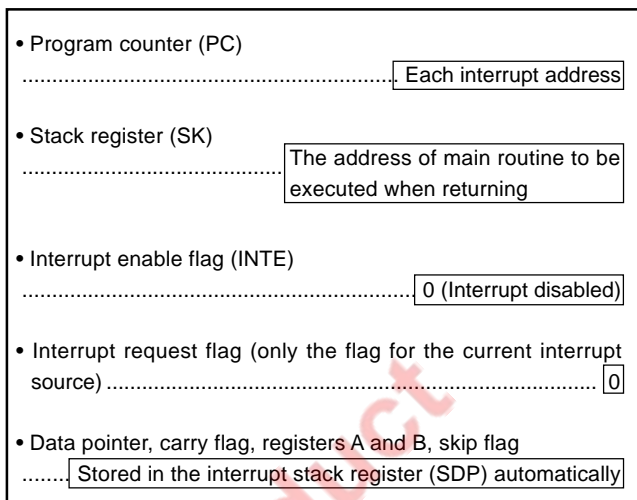 • Program counter (PC)
............................................................... Each interrupt address
• Stack register (SK)
............................................ The address of main routine to be
executed when returning
• Interrupt enable flag (INTE)
.................................................................. 0 (Interrupt disabled)
• Interrupt request flag (only the flag for the current interrupt
source) .................................................................................. 0
• Data pointer, carry flag, registers A and B, skip flag
........ Stored in the interrupt stack register (SDP) automatically